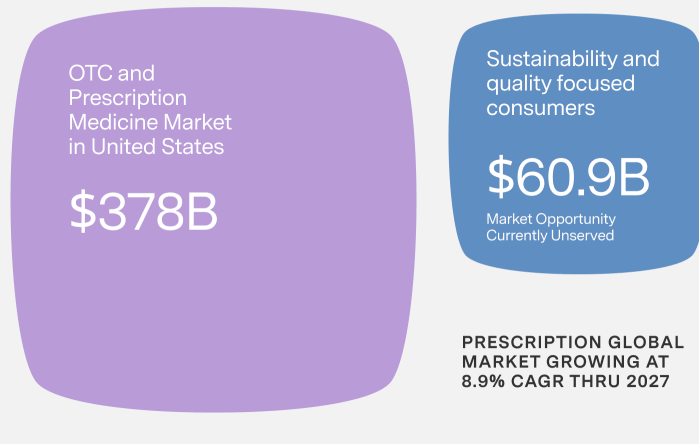 OTC and
Prescription
Medicine Market
in United States
$378B
Sustainability and
quality focused
consumers
$60.9B
Market Opportunity
Currently Unserved
PRESCRIPTION GLOBAL
MARKET GROWING AT
8.9% CAGR THRU 2027